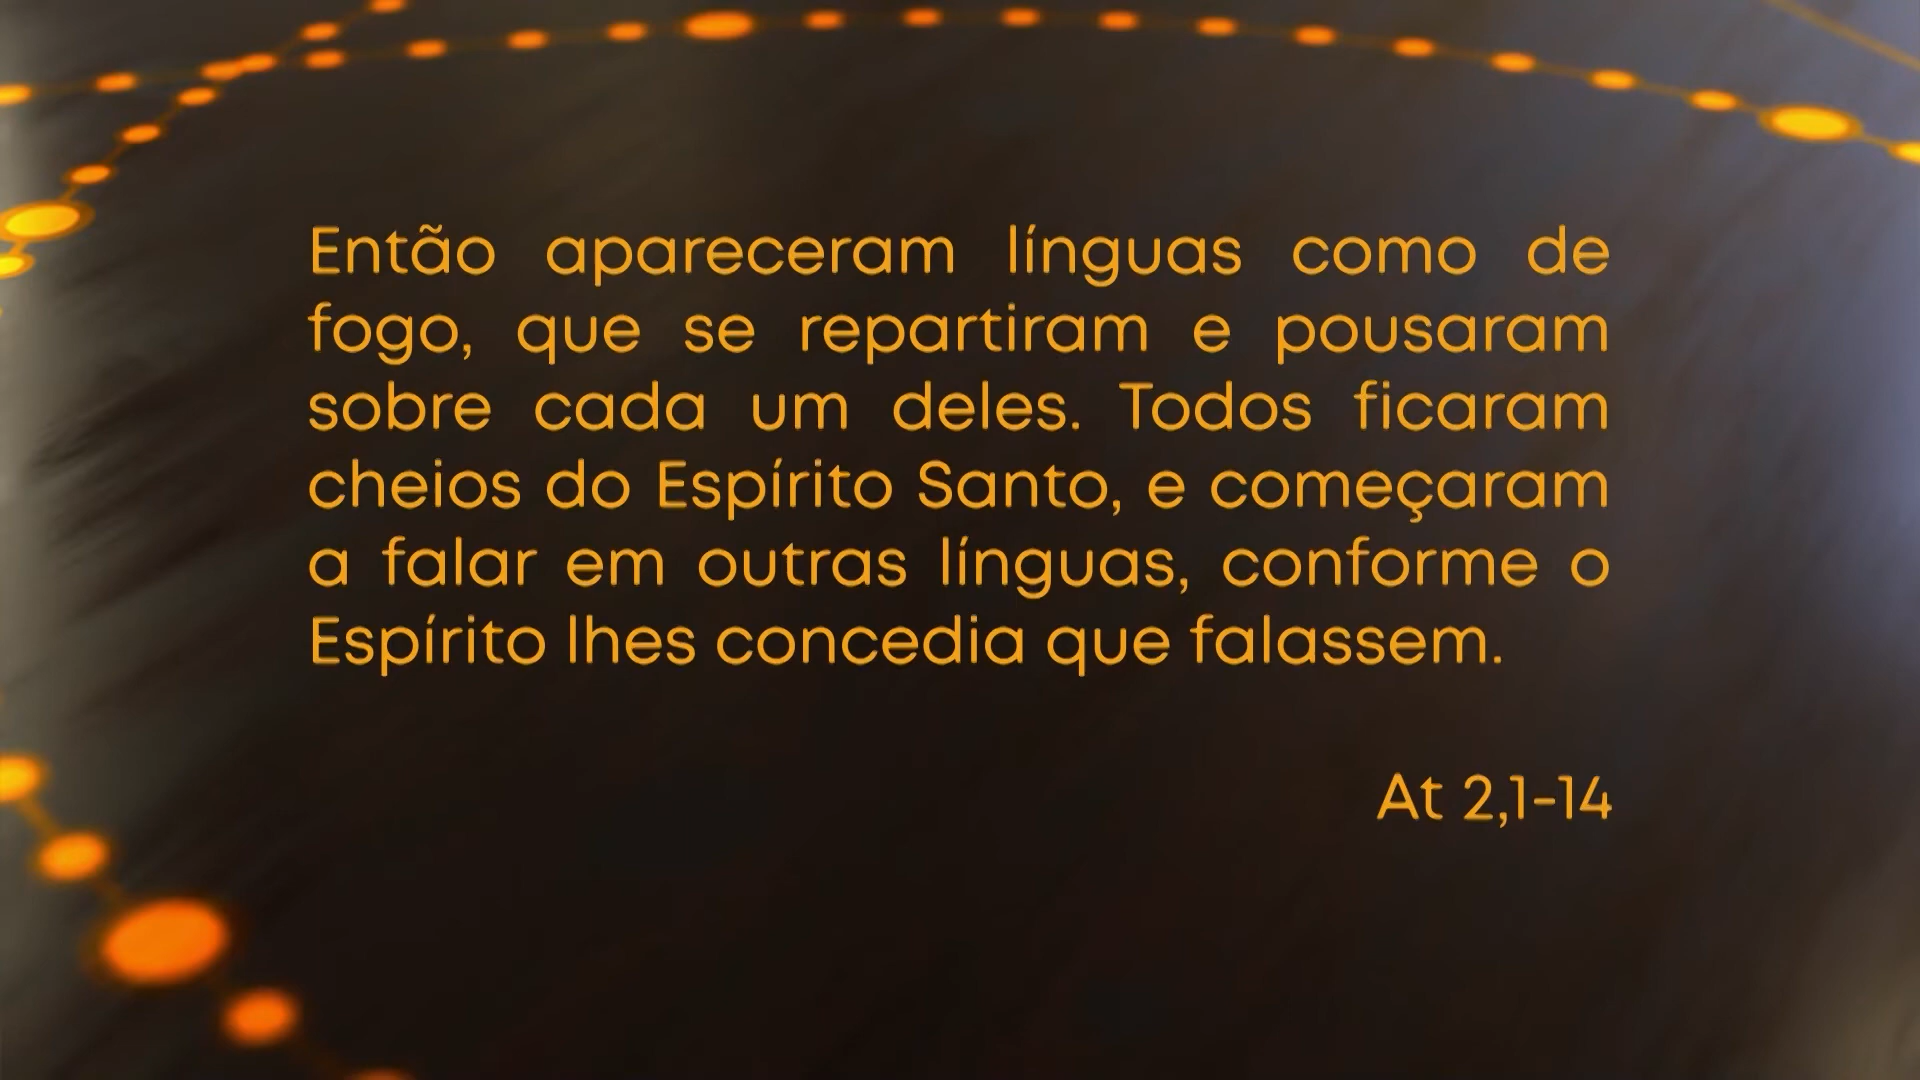 Então apareceram línguas como de
fogo, que se repartiram e pousaram
sobre cada um deles. Todos ficaram
cheios do Espírito Santo, e começaram
a falar em outras línguas, conforme o
Espírito lhes concedia que falassem.
At 2,1-14